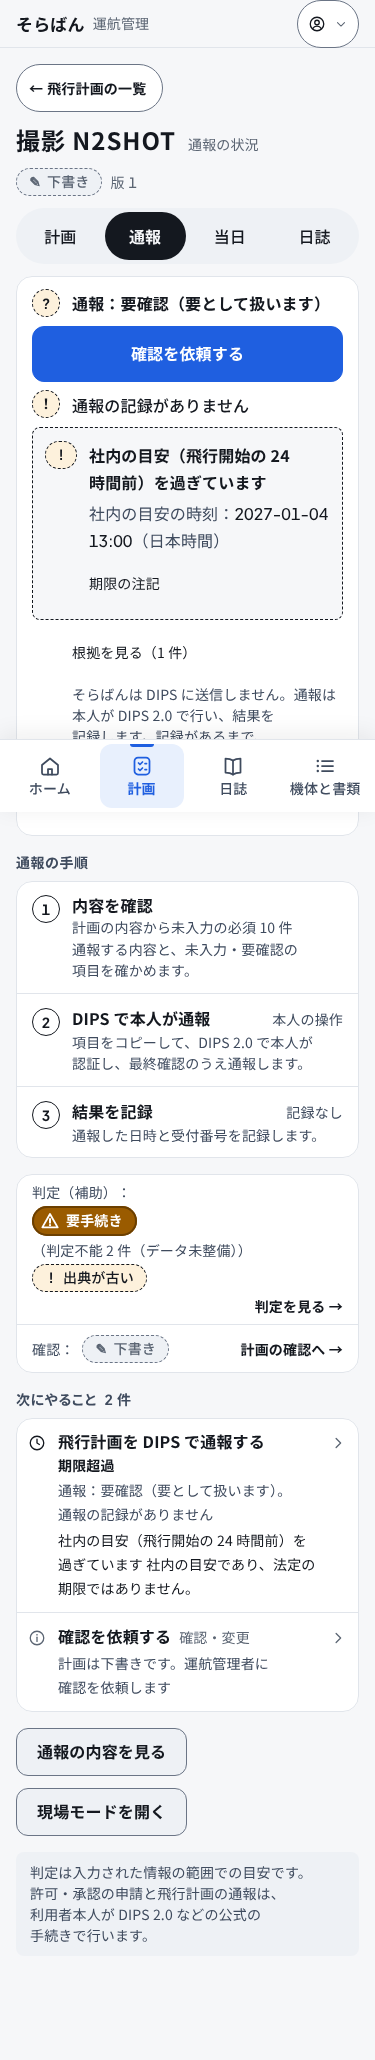 そらばん 運航管理
← 飛行計画の一覧
撮影 N2SHOT 通報の状況
✎ 下書き 版 1
計画 通報 当日 日誌
? 通報：要確認（要として扱います）
確認を依頼する
! 通報の記録がありません
! 社内の目安（飛行開始の 24
時間前）を過ぎています
社内の目安の時刻：2027-01-04
13:00（日本時間）
期限の注記
根拠を見る（1 件）
そらばんは DIPS に送信しません。通報は
本人が DIPS 2.0 で行い、結果を
記録します。記録があるまで
ホーム 計画 日誌 機体と書類
通報の手順
1 内容を確認
計画の内容から未入力の必須 10 件
通報する内容と、未入力・要確認の
項目を確かめます。
2 DIPS で本人が通報 本人の操作
項目をコピーして、DIPS 2.0 で本人が
認証し、最終確認のうえ通報します。
3 結果を記録 記録なし
通報した日時と受付番号を記録します。
判定（補助）：
⚠ 要手続き
（判定不能 2 件（データ未整備））
! 出典が古い
判定を見る →
確認： ✎ 下書き 計画の確認へ →
次にやること 2 件
飛行計画を DIPS で通報する
期限超過
通報：要確認（要として扱います）。
通報の記録がありません
社内の目安（飛行開始の 24 時間前）を
過ぎています 社内の目安であり、法定の
期限ではありません。
確認を依頼する 確認・変更
計画は下書きです。運航管理者に
確認を依頼します
通報の内容を見る
現場モードを開く
判定は入力された情報の範囲での目安です。
許可・承認の申請と飛行計画の通報は、
利用者本人が DIPS 2.0 などの公式の
手続きで行います。